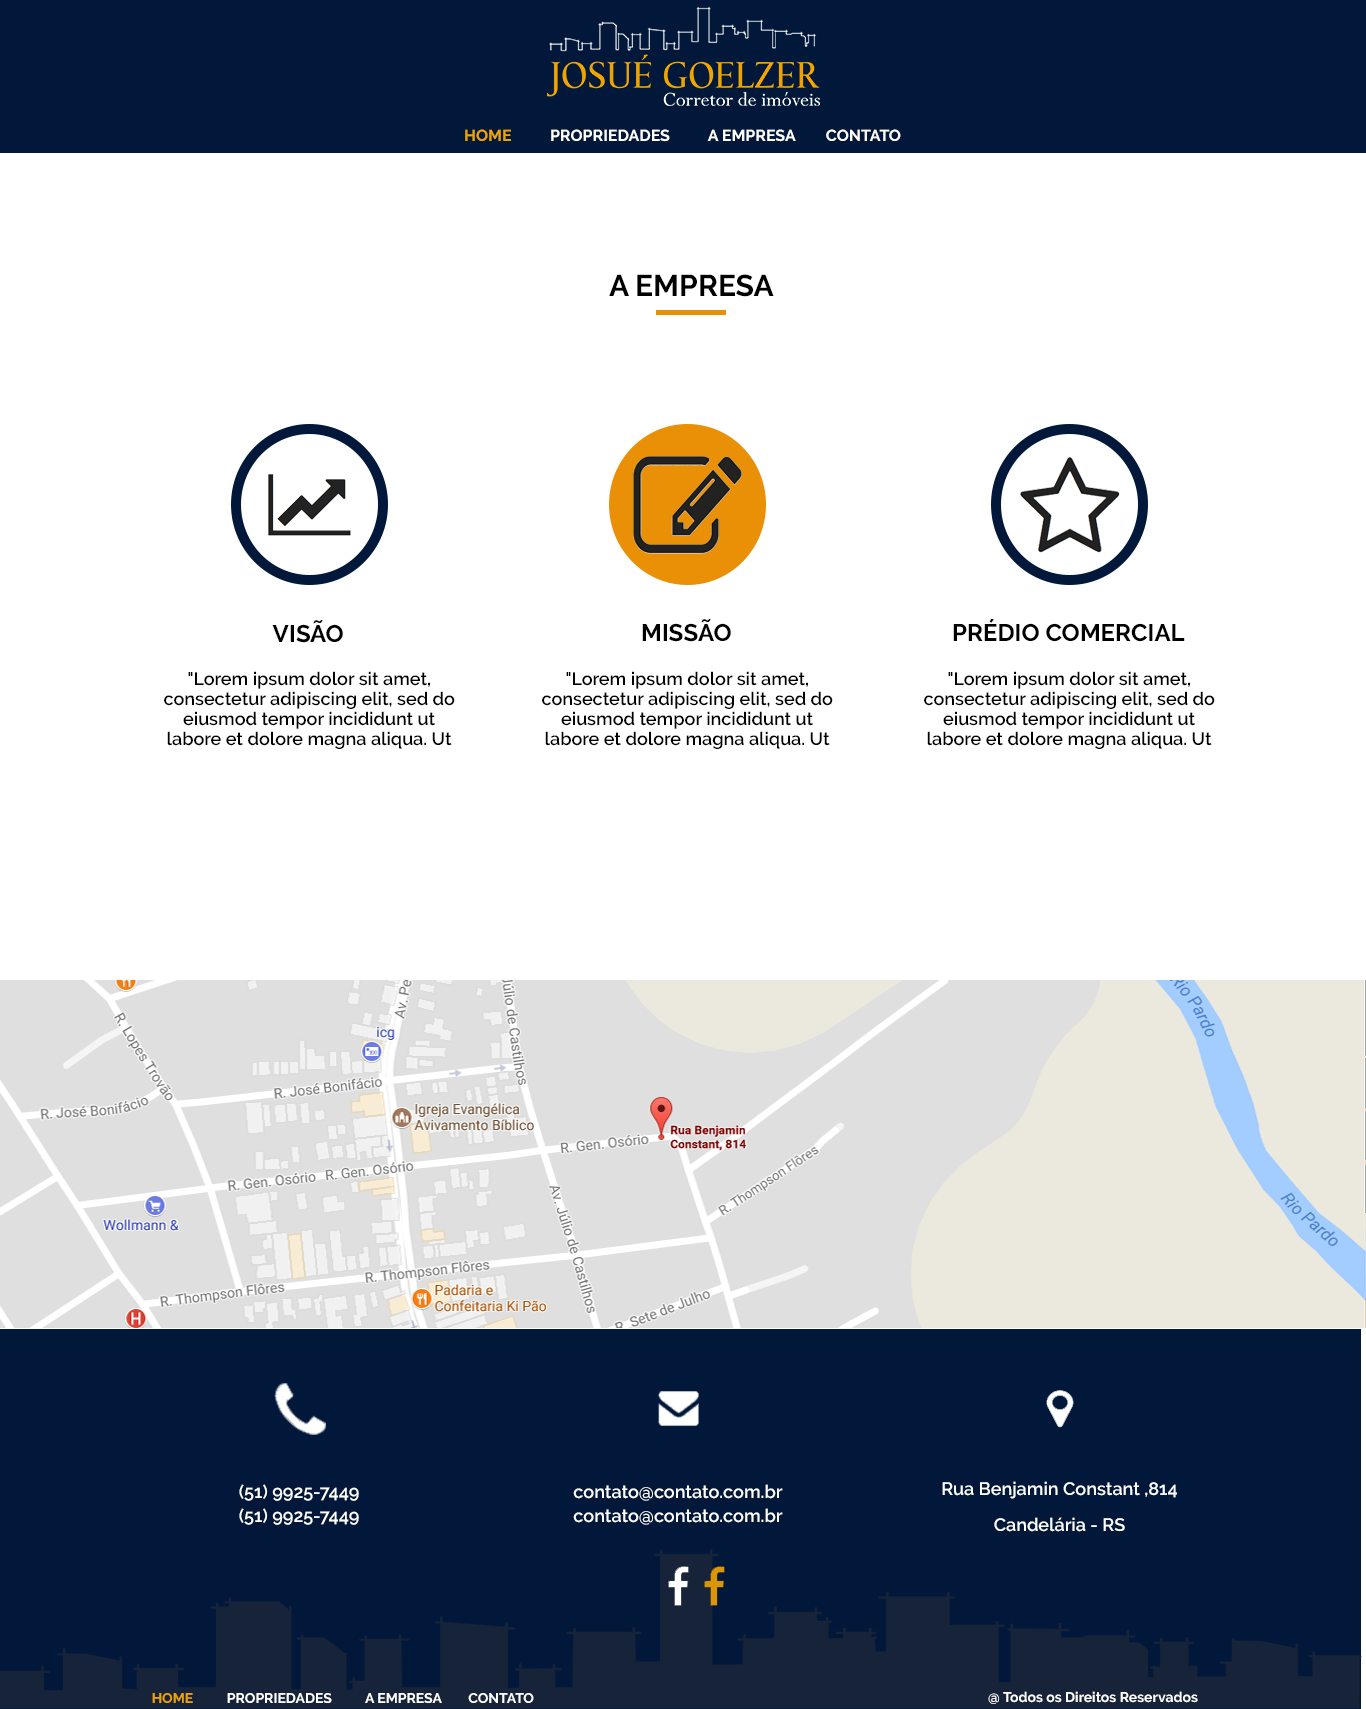 JOSUÉ GOELZER
Corretor de imóveis
HOME PROPRIEDADES A EMPRESA CONTATO
A EMPRESA
VISÃO
"Lorem ipsum dolor sit amet,
consectetur adipiscing elit, sed do
eiusmod tempor incididunt ut
labore et dolore magna aliqua. Ut
MISSÃO
"Lorem ipsum dolor sit amet,
consectetur adipiscing elit, sed do
eiusmod tempor incididunt ut
labore et dolore magna aliqua. Ut
PRÉDIO COMERCIAL
"Lorem ipsum dolor sit amet,
consectetur adipiscing elit, sed do
eiusmod tempor incididunt ut
labore et dolore magna aliqua. Ut
Av. Pe
Júlio de Castilhos
Rio Pardo
R. Lopes Trovão
icg
R. José Bonifácio
R. José Bonifácio
Igreja Evangélica
Avivamento Bíblico
Rua Benjamin
Constant, 814
R. Gen. Osório
R. Gen. Osório
R. Gen. Osório
R. Thompson Flôres
Av. Júlio de Castilhos
Rio Pardo
Wollmann &
R. Thompson Flôres
R. Thompson Flôres
Padaria e
Confeitaria Ki Pão
R. Sete de Julho
H
(51) 9925-7449
(51) 9925-7449
contato@contato.com.br
contato@contato.com.br
Rua Benjamin Constant ,814
Candelária - RS
HOME PROPRIEDADES A EMPRESA CONTATO
@ Todos os Direitos Reservados